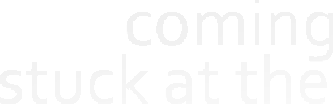 coming
stuck at the